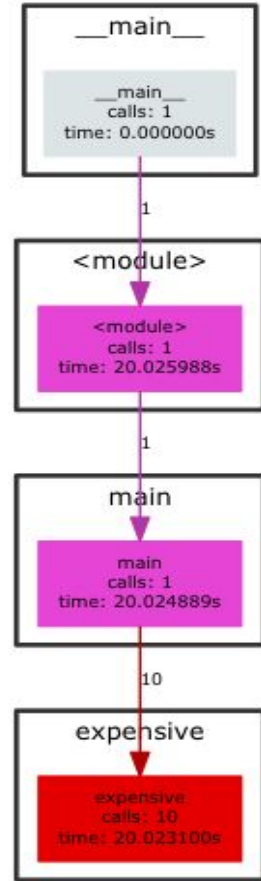 __main__
__main__
calls: 1
time: 0.000000s
1
<module>
<module>
calls: 1
time: 20.025988s
1
main
main
calls: 1
time: 20.024889s
10
expensive
expensive
calls: 10
time: 20.023100s